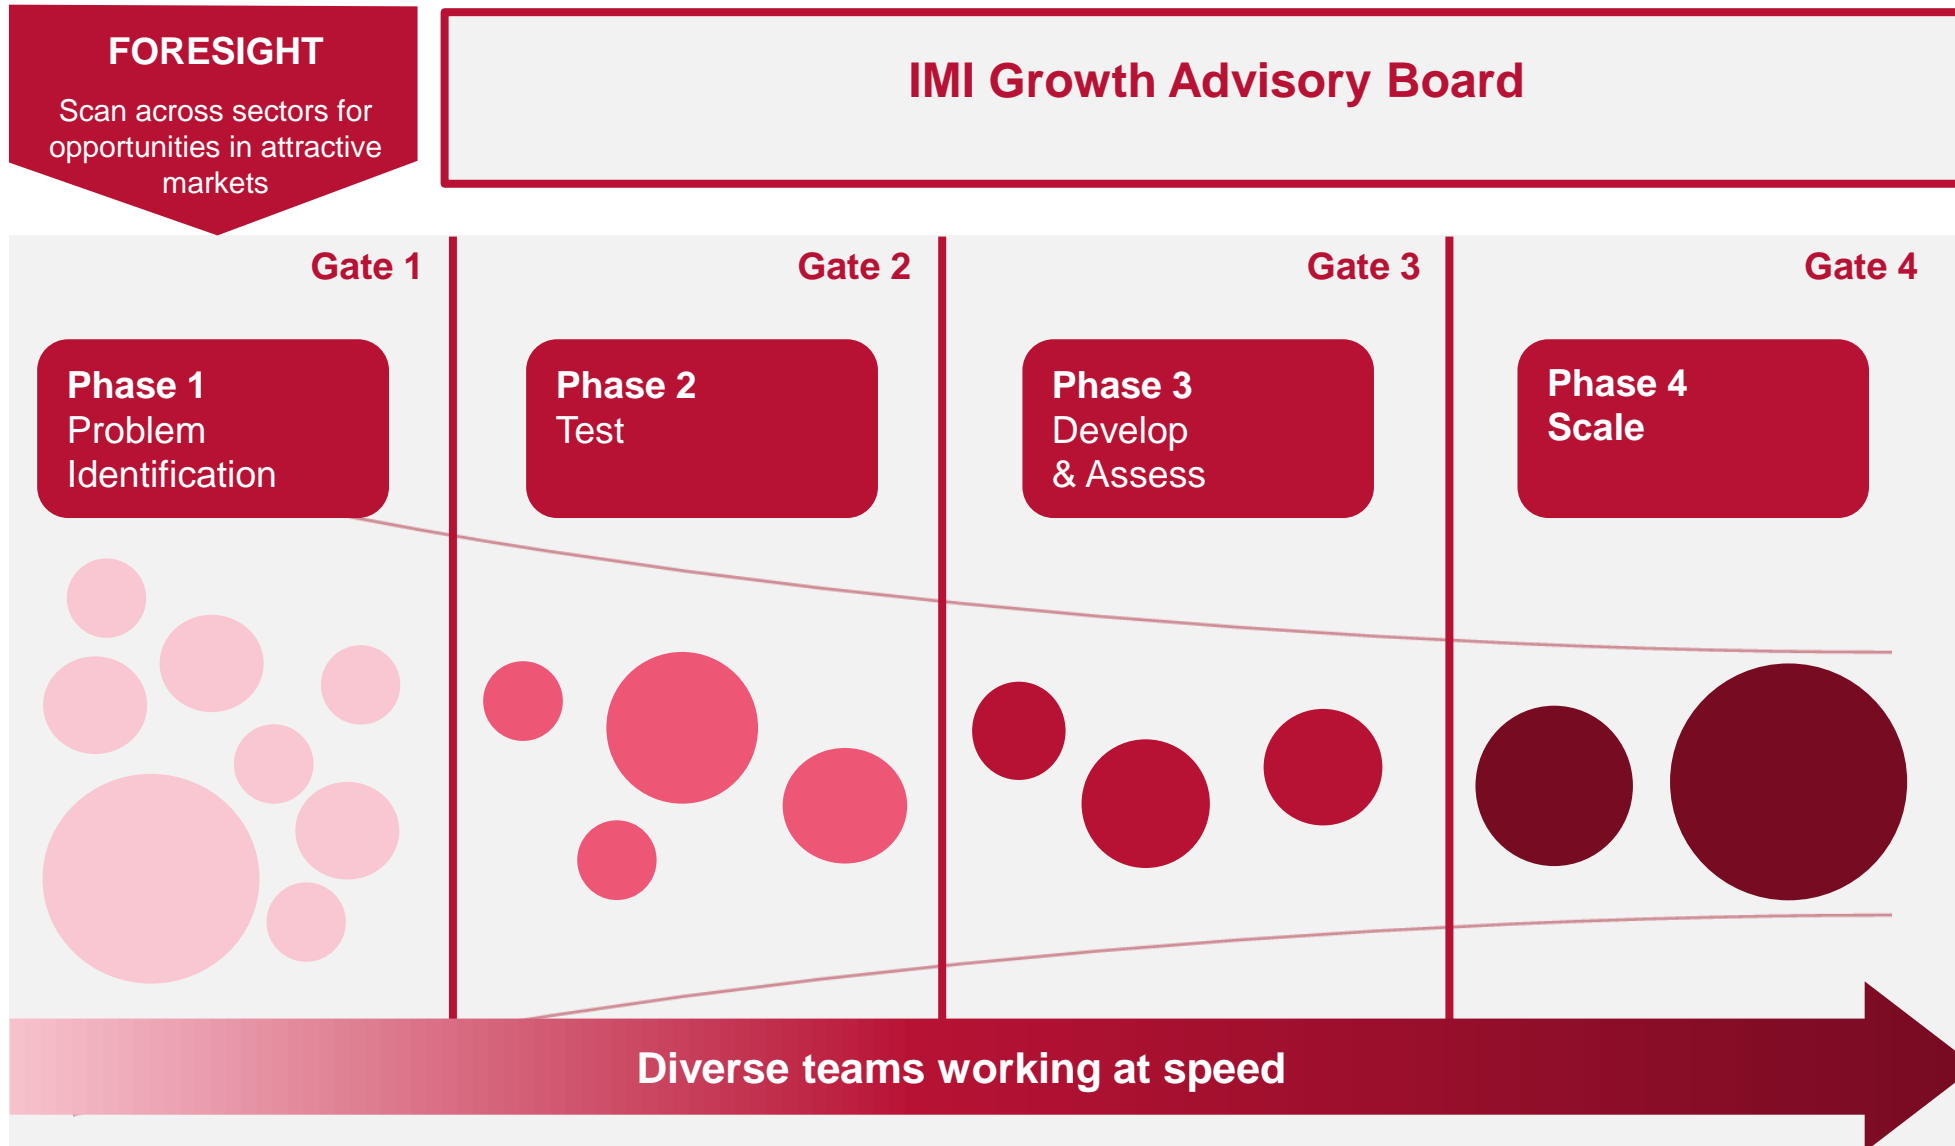 FORESIGHT
Scan across sectors for
opportunities in attractive
markets
IMI Growth Advisory Board
Gate 1
Gate 2
Gate 3
Gate 4
Phase 1
Problem
Identification
Phase 2
Test
Phase 3
Develop
& Assess
Phase 4
Scale
Diverse teams working at speed